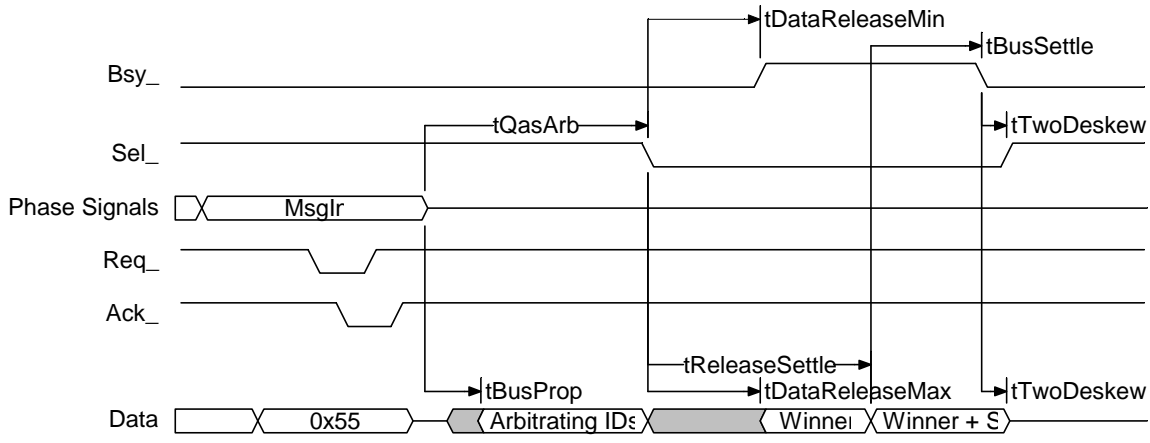 tDataReleaseMin
tBusSettle
Bsy_
tQasArb
tTwoDeskew
Sel_
Phase Signals
MsgIr
Req_
Ack_
tReleaseSettle
tBusProp
tDataReleaseMax
tTwoDeskew
Data
0x55
Arbitrating IDs
Winner
Winner + S